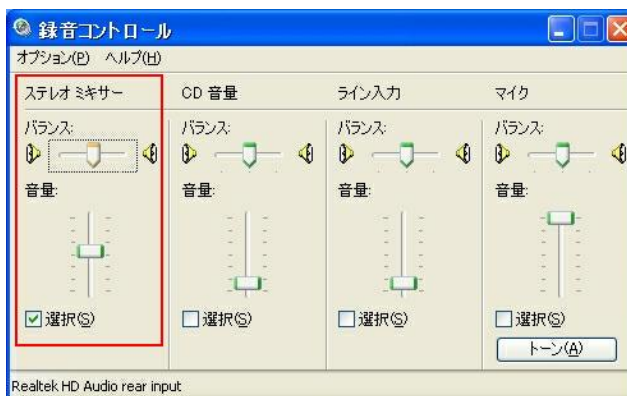 録音コントロール
オプション(P) ヘルプ(H)
ステレオ ミキサー
バランス:
音量:
選択(S)
CD 音量
バランス:
音量:
選択(S)
ライン入力
バランス:
音量:
選択(S)
マイク
バランス:
音量:
選択(S)
トーン(A)
Realtek HD Audio rear input